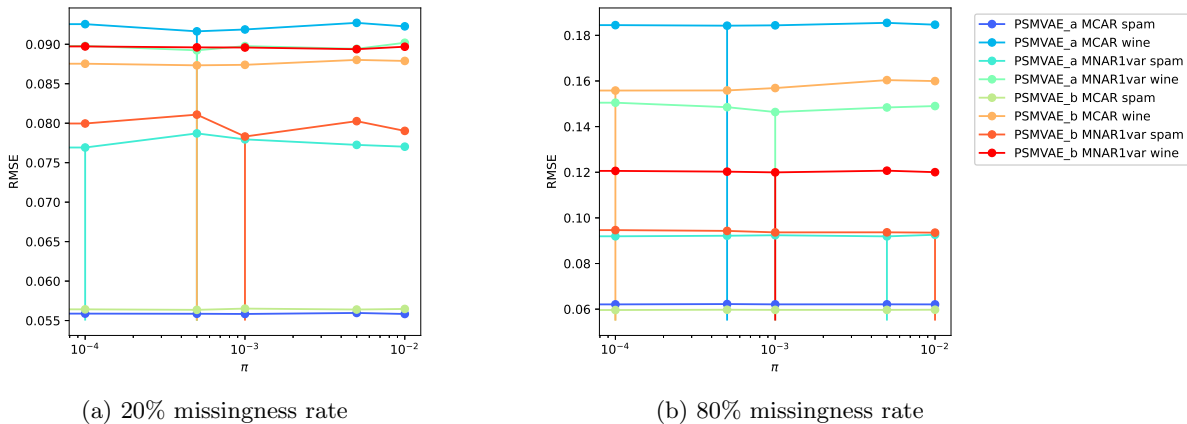 0.090
0.085
0.080
0.075
0.070
0.065
0.060
0.055
RMSE
10⁻⁴
10⁻³
10⁻²
π
(a) 20% missingness rate
0.18
0.16
0.14
0.12
0.10
0.08
0.06
RMSE
10⁻⁴
10⁻³
10⁻²
π
(b) 80% missingness rate
PSMVAE_a MCAR spam
PSMVAE_a MCAR wine
PSMVAE_a MNAR1var spam
PSMVAE_a MNAR1var wine
PSMVAE_b MCAR spam
PSMVAE_b MCAR wine
PSMVAE_b MNAR1var spam
PSMVAE_b MNAR1var wine